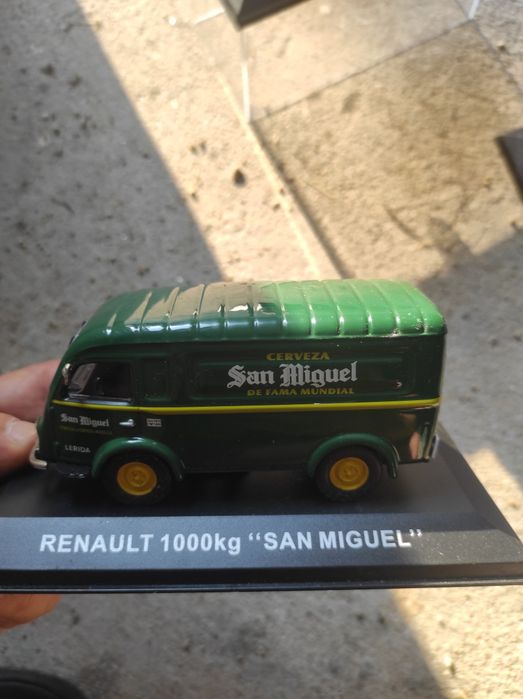 CERVEZA
San Miguel
DE FAMA MUNDIAL
San Miguel
LERIDA
RENAULT 1000kg "SAN MIGUEL"